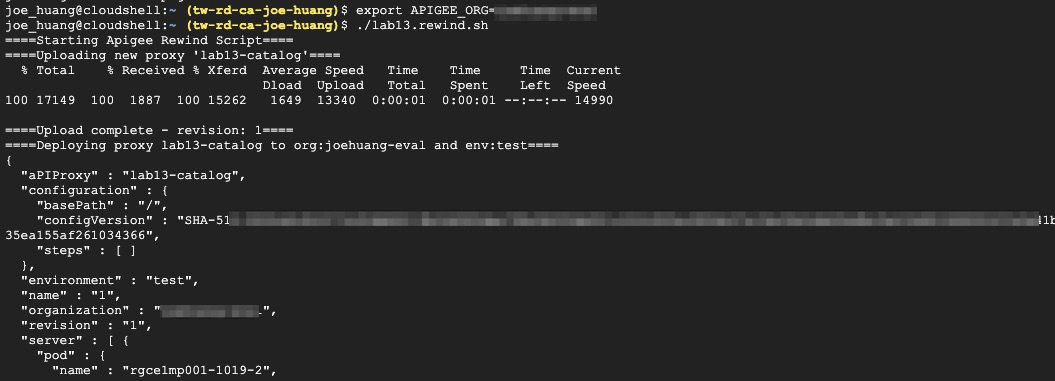 joe_huang@cloudshell:~ (tw-rd-ca-joe-huang)$ export APIGEE_ORG=
joe_huang@cloudshell:~ (tw-rd-ca-joe-huang)$ ./lab13.rewind.sh
====Starting Apigee Rewind Script====
====Uploading new proxy 'lab13-catalog'====
% Total % Received % Xferd Average Speed Time Time Time Current
Dload Upload Total Spent Left Speed
100 17149 100 1887 100 15262 1649 13340 0:00:01 0:00:01 --:--:-- 14990
====Upload complete - revision: 1====
====Deploying proxy lab13-catalog to org:joehuang-eval and env:test====
{
"aPIProxy" : "lab13-catalog",
"configuration" : {
"basePath" : "/",
"configVersion" : "SHA-51
35ea155af261034366",
"steps" : [ ]
},
"environment" : "test",
"name" : "1",
"organization" : " ",
"revision" : "1",
"server" : [ {
"pod" : {
"name" : "rgce1mp001-1019-2",